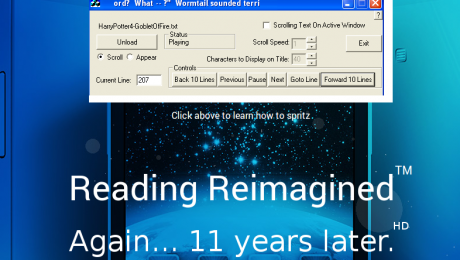 ord? What -- ?" Wormtail sounded terri
?
HarryPotter4-GobletOfFire.txt
Scrolling Text On Active Window
Unload
Status
Playing
Scroll Speed: 1
Exit
Scroll Appear
Characters to Display on Title: 40
Current Line: 207
Controls
Back 10 Lines Previous Pause Next Goto Line Forward 10 Lines
Click above to learn how to spritz.
Reading Reimagined TM
HD
Again... 11 years later.